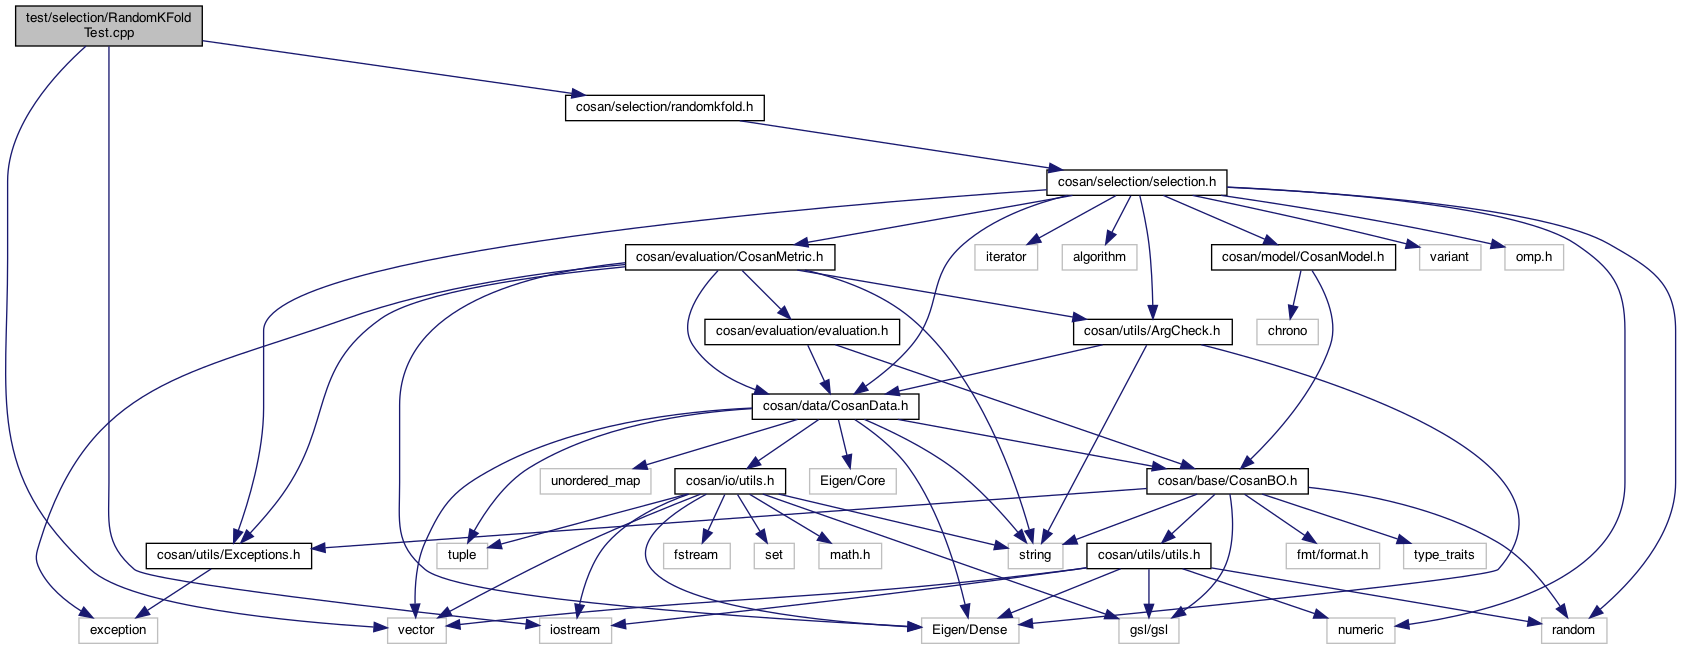 test/selection/RandomKFold
Test.cpp
cosan/selection/randomkfold.h
cosan/selection/selection.h
cosan/evaluation/CosanMetric.h
iterator
algorithm
cosan/model/CosanModel.h
variant
omp.h
cosan/evaluation/evaluation.h
cosan/utils/ArgCheck.h
chrono
cosan/data/CosanData.h
unordered_map
cosan/io/utils.h
Eigen/Core
cosan/base/CosanBO.h
cosan/utils/Exceptions.h
tuple
fstream
set
math.h
string
cosan/utils/utils.h
fmt/format.h
type_traits
exception
vector
iostream
Eigen/Dense
gsl/gsl
numeric
random